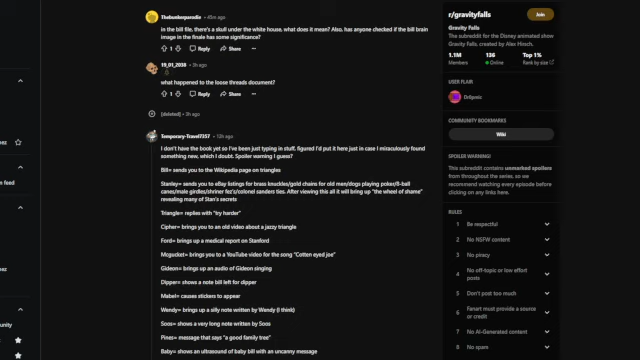 Thebunkerparadio • 45m ago
in the bill file, there's a skull under the white house. what does it mean? Also, has anyone checked if the bill brain
image in the finale has some significance?
1 Reply Share
19_01_2038 • 3h ago
what happened to the loose threads document?
1 Reply Share
[deleted] • 3h ago
Temporary-Travel7357 • 12h ago
I don't have the book yet so I've been just typing in stuff, figured I'd put it here just in case I miraculously found
something new, which I doubt. Spoiler warning I guess?
Bill= sends you to the Wikipedia page on triangles
Stanley= sends you to eBay listings for brass knuckles/gold chains for old men/dogs playing poker/8-ball
canes/male girdles/shriner fez's/colonel sanders ties. After viewing this all it will bring up "the wheel of shame"
revealing many of Stan's secrets
Triangle= replies with "try harder"
Cipher= brings you to an old video about a jazzy triangle
Ford= brings up a medical report on Stanford
Mcgucket= brings you to a YouTube video for the song "Cotten eyed joe"
Gideon= brings up an audio of Gideon singing
Dipper= shows a note bill left for dipper
Mabel= causes stickers to appear
Wendy= brings up a silly note written by Wendy (I think)
Soos= shows a very long note written by Soos
Pines= message that says "a good family tree"
Baby= shows an ultrasound of baby bill with an uncanny message
feed
unity
r/gravityfalls
Join
Gravity Falls
The subreddit for the Disney animated show
Gravity Falls, created by Alex Hirsch.
1.1M 136 Top 1%
Members Online Rank by size
USER FLAIR
COMMUNITY BOOKMARKS
Wiki
SPOILER WARNING!
This subreddit contains unmarked spoilers
from throughout the series, so we
recommend watching every episode before
clicking on any links here.
RULES
1 Be respectful
2 No NSFW content
3 No piracy
4 No off-topic or low effort
posts
5 Don't post too much
6 Fanart must provide a source
or credit
7 No AI-Generated content
8 No spam